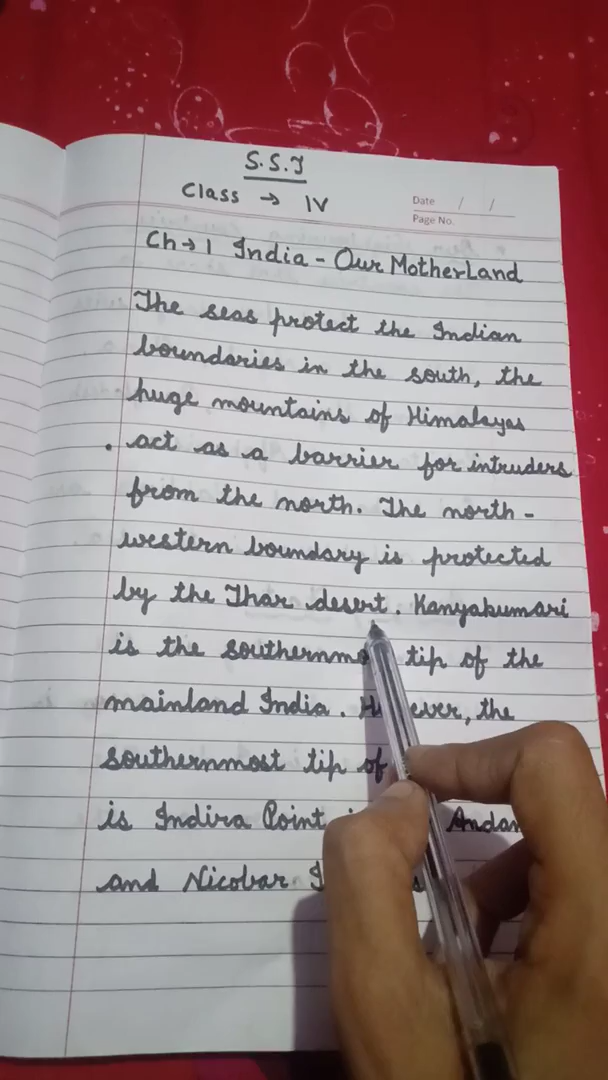 S.S.T
Class → IV
Date / /
Page No.
Ch → 1 India - Our MotherLand
The seas protect the Indian
boundaries in the south, the
huge mountains of Himalayas
. act as a barrier for intruders
from the north. The north -
western boundary is protected
by the Thar desert. Kanyakumari
is the southernmo tip of the
mainland India. H ever, the
southernmost tip of
is Indira Point Andam
and Nicobar I